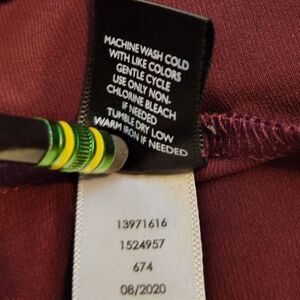 MACHINE WASH COLD
WITH LIKE COLORS
GENTLE CYCLE
USE ONLY NON-
CHLORINE BLEACH
IF NEEDED
TUMBLE DRY LOW
WARM IRON IF NEEDED
13971616
1524957
674
08/2020